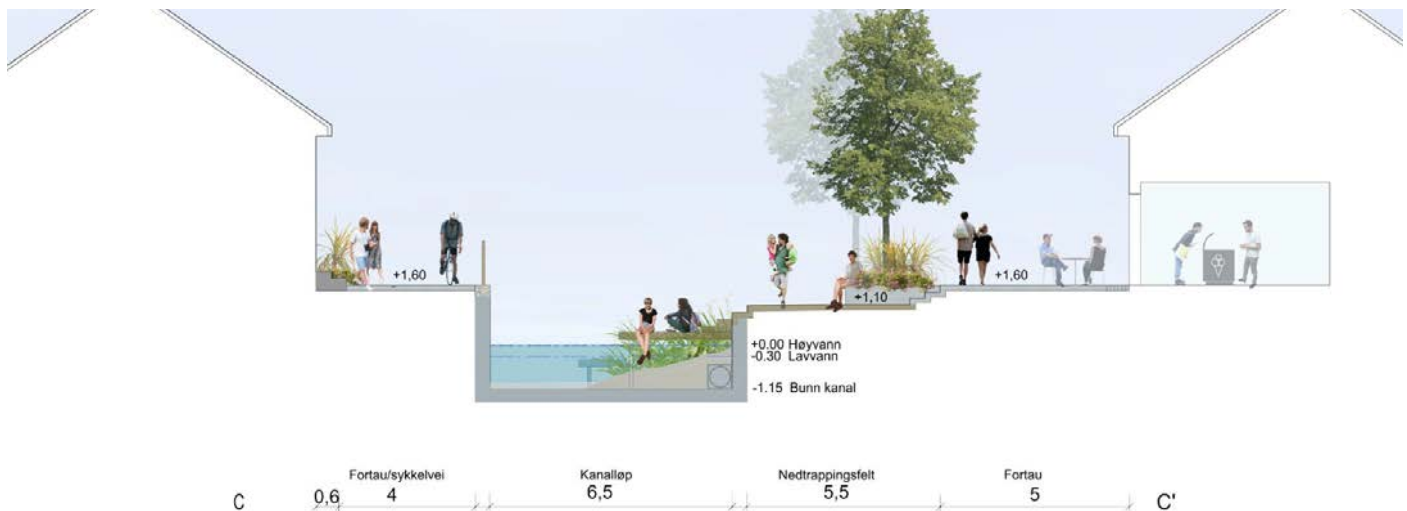 +1,60
+1,60
+1,10
+0.00 Høyvann
-0.30 Lavvann
-1.15 Bunn kanal
Fortau/sykkelvei
Kanalløp
Nedtrappingsfelt
Fortau
C
0,6
4
6,5
5,5
5
C'